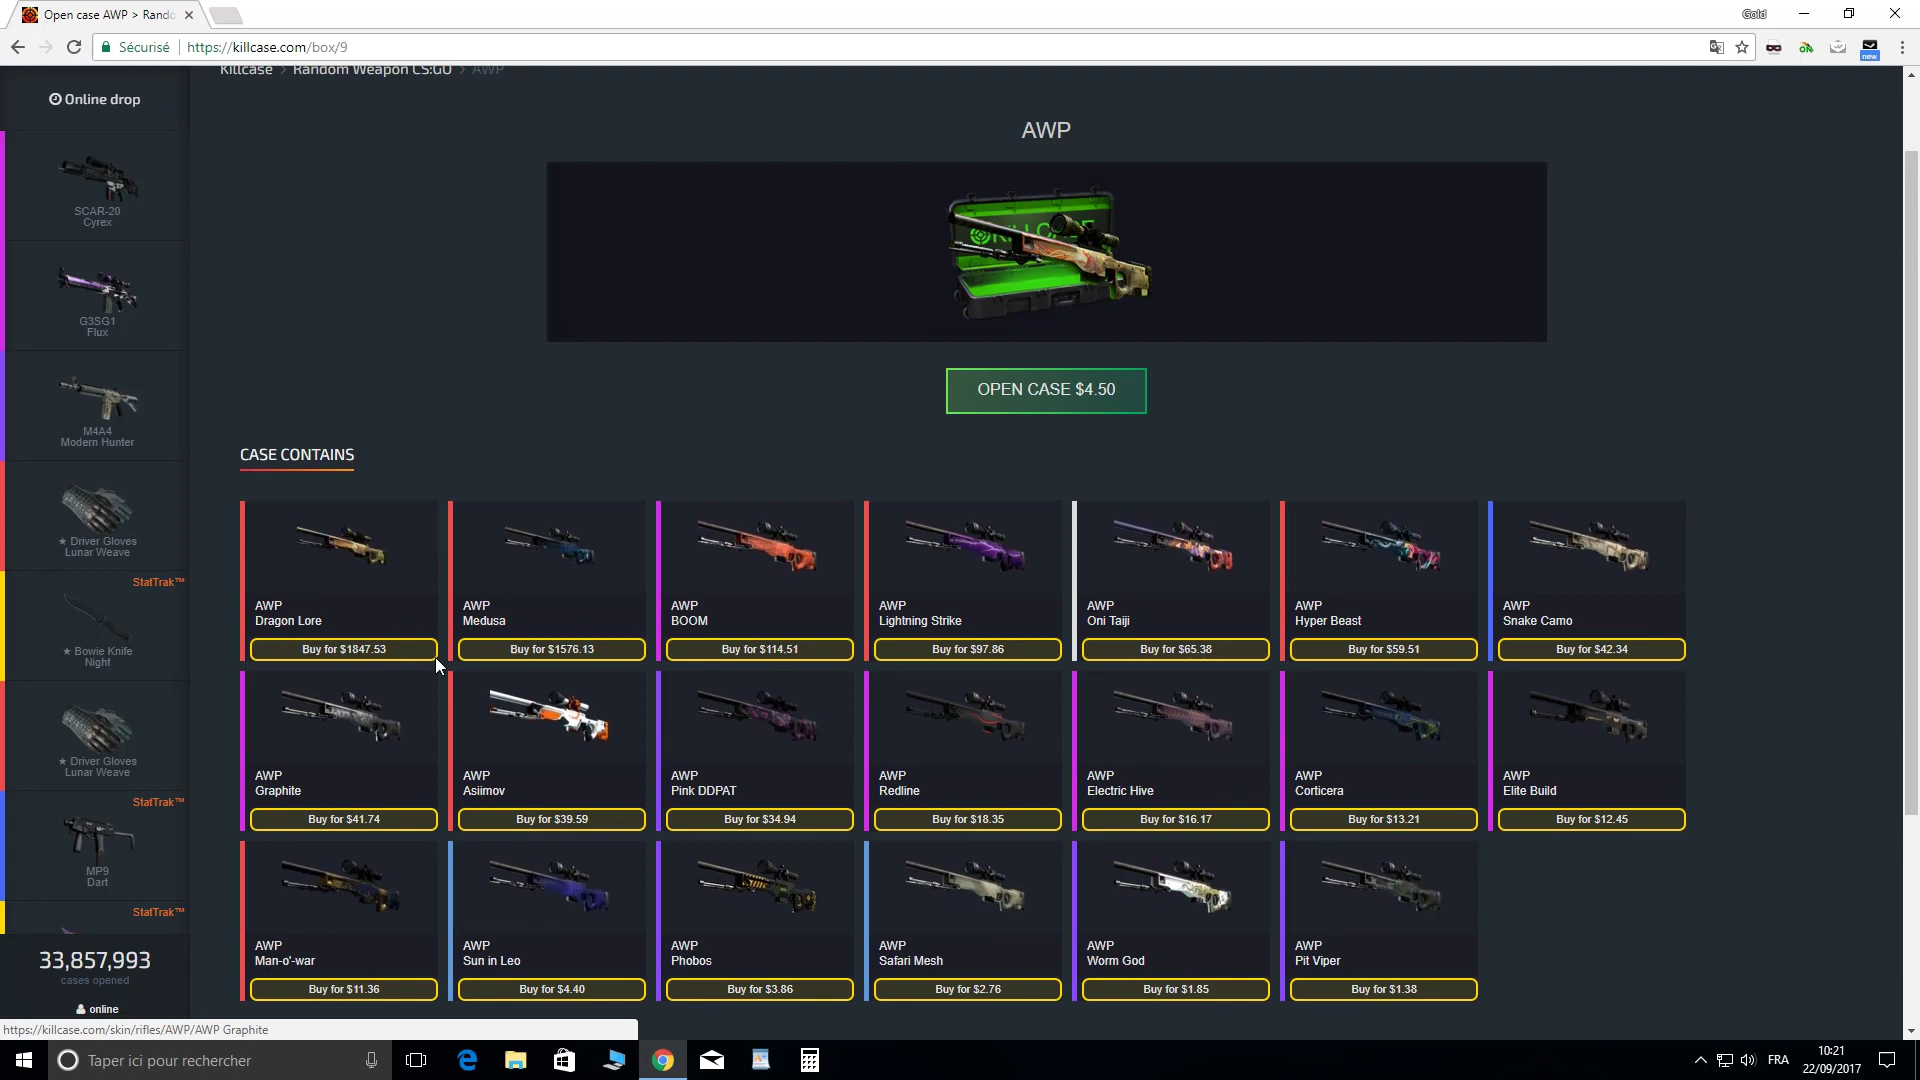 Open case AWP > Rando
Gold
Sécurisé
https://killcase.com/box/9
new
Killcase > Random Weapon CS:GO > AWP
Online drop
SCAR-20
Cyrex
G3SG1
Flux
M4A4
Modern Hunter
★ Driver Gloves
Lunar Weave
StatTrak™
★ Bowie Knife
Night
★ Driver Gloves
Lunar Weave
StatTrak™
MP9
Dart
StatTrak™
33,857,993
cases opened
online
AWP
KILLCASE
OPEN CASE $4.50
CASE CONTAINS
AWP
Dragon Lore
Buy for $1847.53
AWP
Medusa
Buy for $1576.13
AWP
BOOM
Buy for $114.51
AWP
Lightning Strike
Buy for $97.86
AWP
Oni Taiji
Buy for $65.38
AWP
Hyper Beast
Buy for $59.51
AWP
Snake Camo
Buy for $42.34
AWP
Graphite
Buy for $41.74
AWP
Asiimov
Buy for $39.59
AWP
Pink DDPAT
Buy for $34.94
AWP
Redline
Buy for $18.35
AWP
Electric Hive
Buy for $16.17
AWP
Corticera
Buy for $13.21
AWP
Elite Build
Buy for $12.45
AWP
Man-o'-war
Buy for $11.36
AWP
Sun in Leo
Buy for $4.40
AWP
Phobos
Buy for $3.86
AWP
Safari Mesh
Buy for $2.76
AWP
Worm God
Buy for $1.85
AWP
Pit Viper
Buy for $1.38
https://killcase.com/skin/rifles/AWP/AWP Graphite
Taper ici pour rechercher
FRA
10:21
22/09/2017